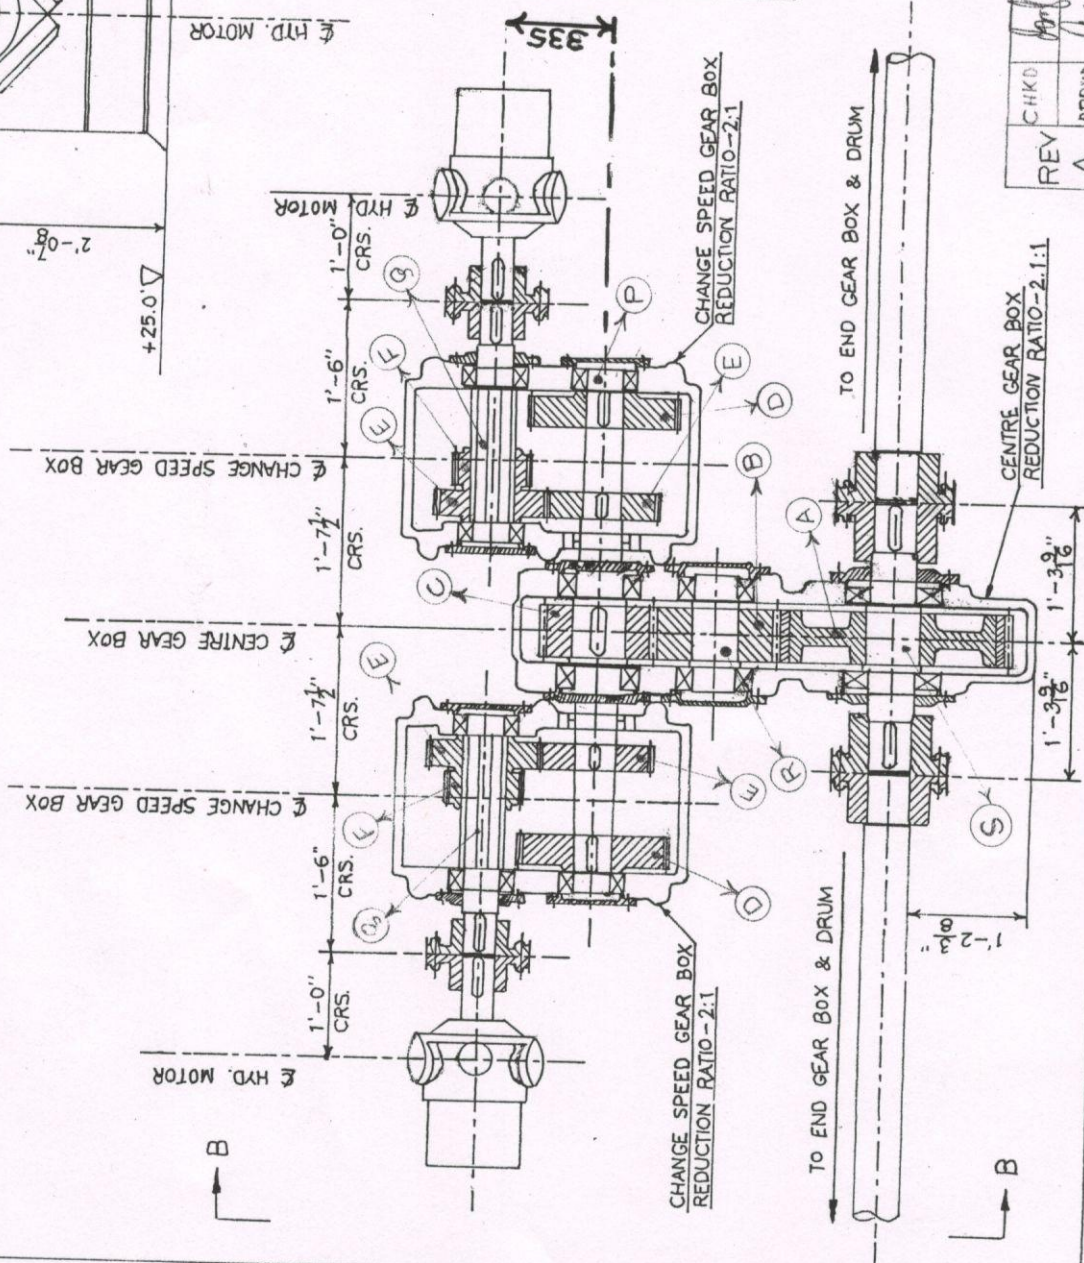 ℄ HYD. MOTOR
335
2'-0⅞"
+25.0'
REV
CHKD
℄ HYD
MOTOR
1'-0"
CRS.
1'-6"
CRS.
℄ CHANGE SPEED GEAR BOX
1'-7½"
CRS.
℄ CENTRE GEAR BOX
1'-7½"
CRS.
℄ CHANGE SPEED GEAR BOX
1'-6"
CRS.
1'-0"
CRS.
℄ HYD. MOTOR
F
E
P
E
D
B
A
C
E
F
E
R
D
S
CHANGE SPEED GEAR BOX
REDUCTION RATIO-2:1
TO END GEAR BOX & DRUM
CENTRE GEAR BOX
REDUCTION RATIO-2.1:1
1'-3 9/16"
1'-3 9/16"
1'-2⅜"
CHANGE SPEED GEAR BOX
REDUCTION RATIO-2:1
TO END GEAR BOX & DRUM
B
B